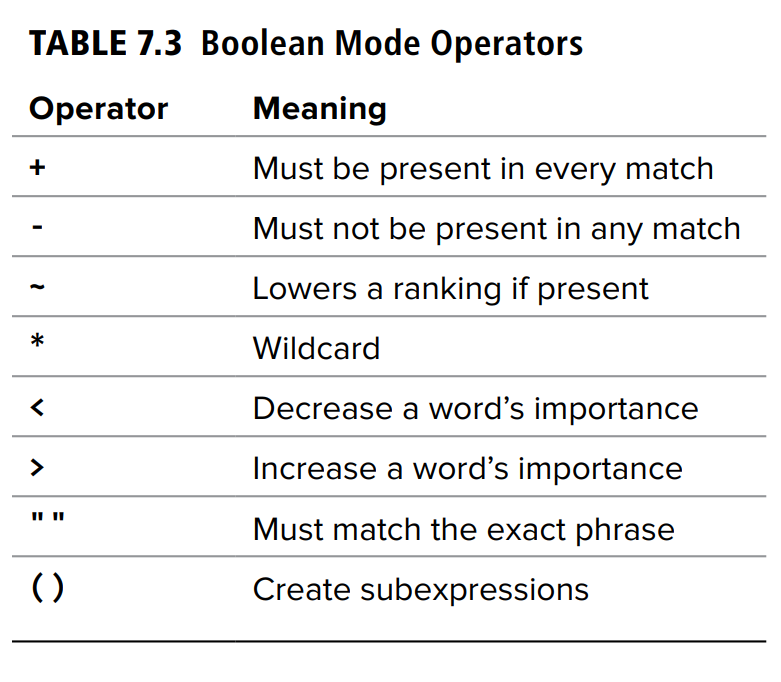 TABLE 7.3 Boolean Mode Operators
Operator Meaning
+ Must be present in every match
- Must not be present in any match
~ Lowers a ranking if present
* Wildcard
< Decrease a word’s importance
> Increase a word’s importance
" " Must match the exact phrase
( ) Create subexpressions